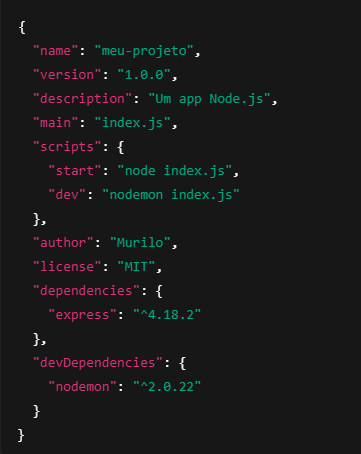 {
  "name": "meu-projeto",
  "version": "1.0.0",
  "description": "Um app Node.js",
  "main": "index.js",
  "scripts": {
    "start": "node index.js",
    "dev": "nodemon index.js"
  },
  "author": "Murilo",
  "license": "MIT",
  "dependencies": {
    "express": "^4.18.2"
  },
  "devDependencies": {
    "nodemon": "^2.0.22"
  }
}